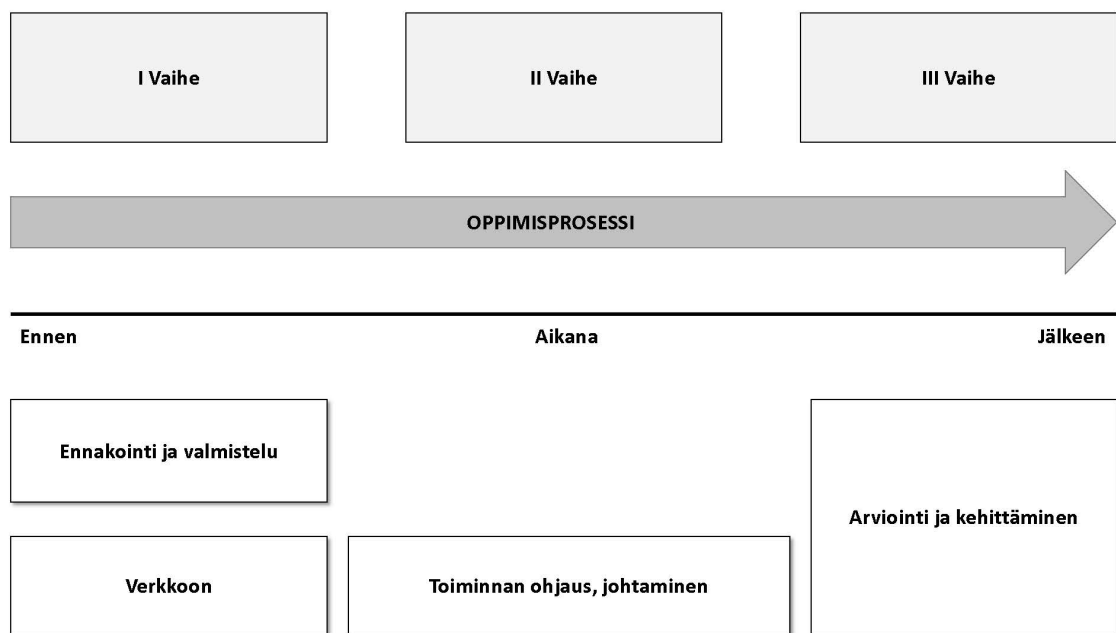 I Vaihe
II Vaihe
III Vaihe
OPPIMISPROSESSI
Ennen
Aikana
Jälkeen
Ennakointi ja valmistelu
Arviointi ja kehittäminen
Verkkoon
Toiminnan ohjaus, johtaminen